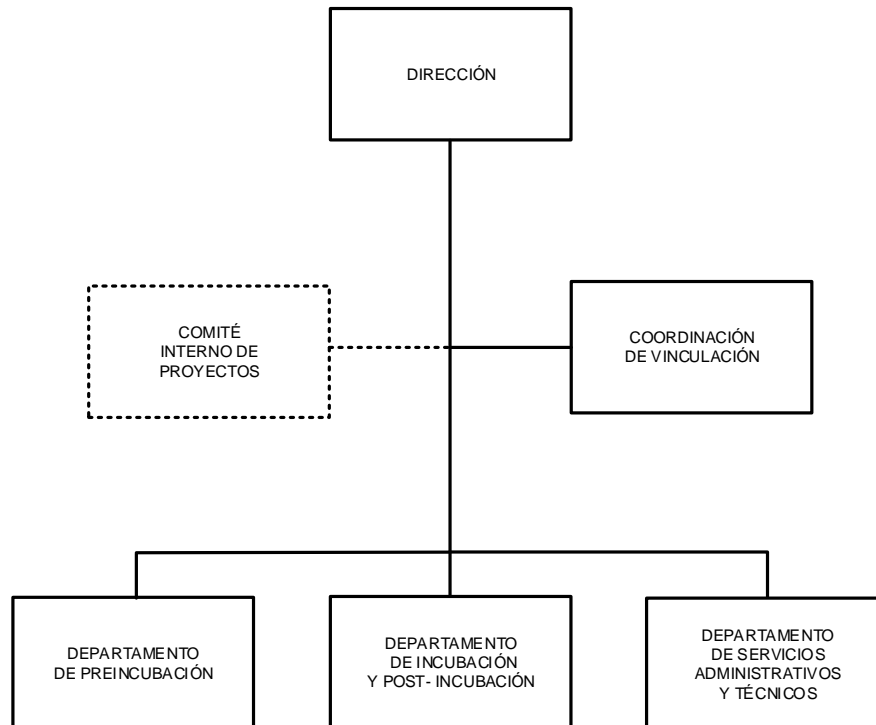 DIRECCIÓN
COMITÉ
INTERNO DE
PROYECTOS
COORDINACIÓN
DE VINCULACIÓN
DEPARTAMENTO
DE PREINCUBACIÓN
DEPARTAMENTO
DE INCUBACIÓN
Y POST- INCUBACIÓN
DEPARTAMENTO
DE SERVICIOS
ADMINISTRATIVOS
Y TÉCNICOS